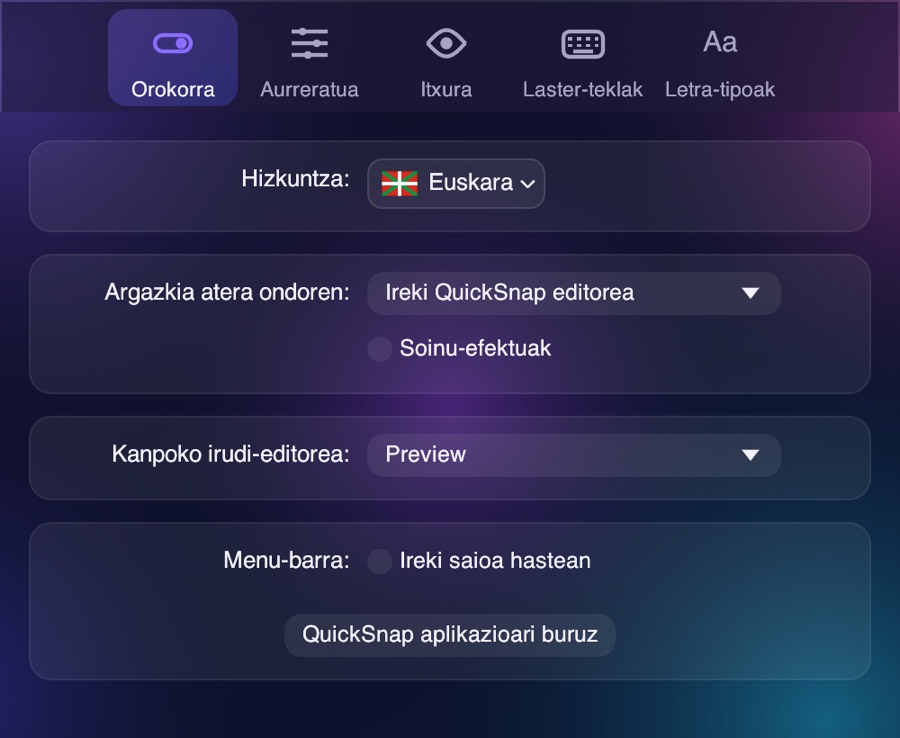 Orokorra
Aurreratua
Itxura
Laster-teklak
Aa
Letra-tipoak
Hizkuntza: Euskara
Argazkia atera ondoren: Ireki QuickSnap editorea
Soinu-efektuak
Kanpoko irudi-editorea: Preview
Menu-barra: Ireki saioa hastean
QuickSnap aplikazioari buruz